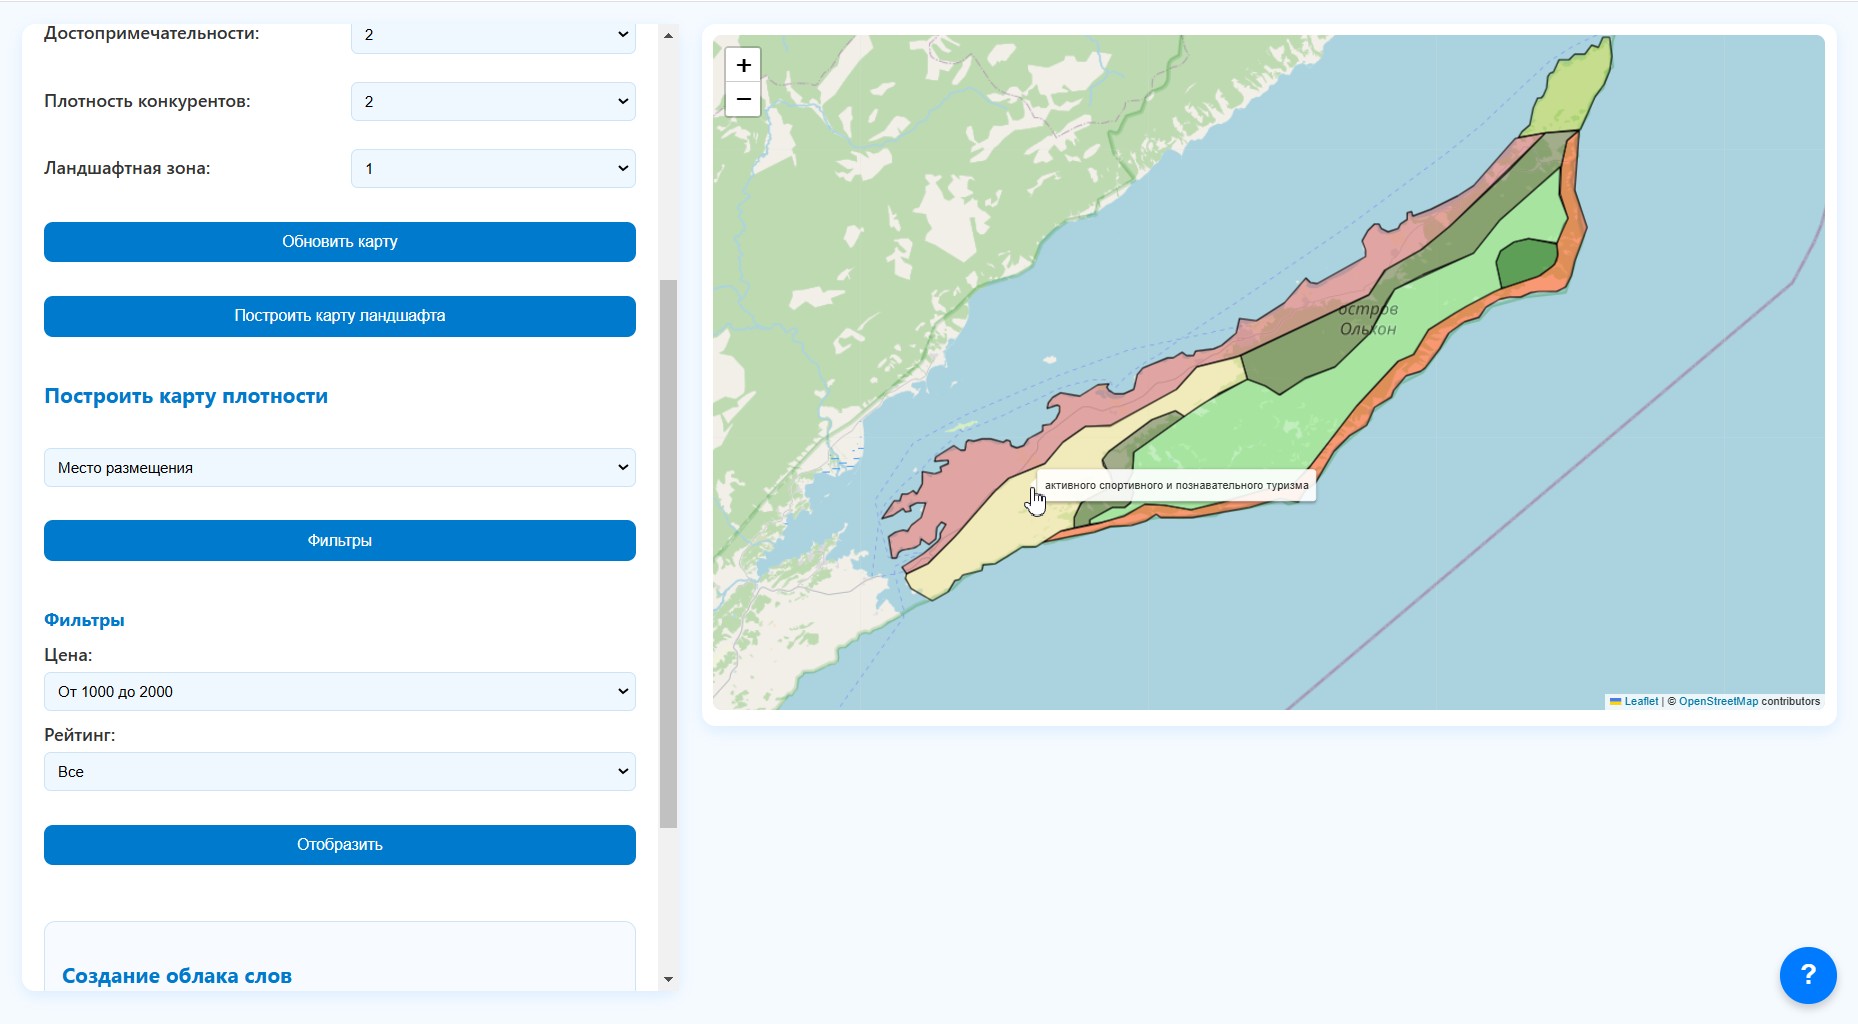 Достопримечательности:
2
Плотность конкурентов:
2
Ландшафтная зона:
1
Обновить карту
Построить карту ландшафта
Построить карту плотности
Место размещения
Фильтры
Фильтры
Цена:
От 1000 до 2000
Рейтинг:
Все
Отобразить
Создание облака слов
+
−
остров
Ольхон
активного спортивного и познавательного туризма
Leaflet | © OpenStreetMap contributors
?